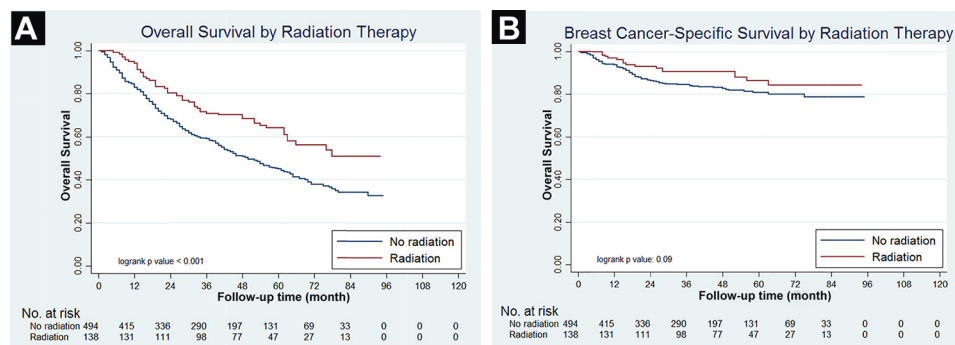 A
Overall Survival by Radiation Therapy
1.00
0.80
0.60
0.40
0.20
0.00
Overall Survival
No radiation
Radiation
logrank p value < 0.001
0 12 24 36 48 60 72 84 96 108 120
Follow-up time (month)
No. at risk
No radiation 494 415 336 290 197 131 69 33 0 0 0
Radiation 138 131 111 98 77 47 27 13 0 0 0
B
Breast Cancer-Specific Survival by Radiation Therapy
1.00
0.80
0.60
0.40
0.20
0.00
Overall Survival
No radiation
Radiation
logrank p value: 0.09
0 12 24 36 48 60 72 84 96 108 120
Follow-up time (month)
No. at risk
No radiation 494 415 336 290 197 131 69 33 0 0 0
Radiation 138 131 111 98 77 47 27 13 0 0 0